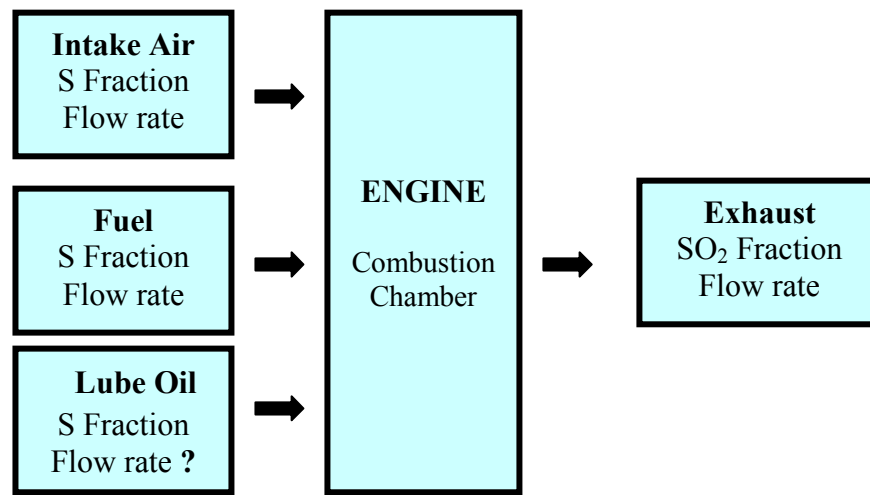 Intake Air
S Fraction
Flow rate
Fuel
S Fraction
Flow rate
Lube Oil
S Fraction
Flow rate ?
ENGINE
Combustion
Chamber
Exhaust
SO₂ Fraction
Flow rate